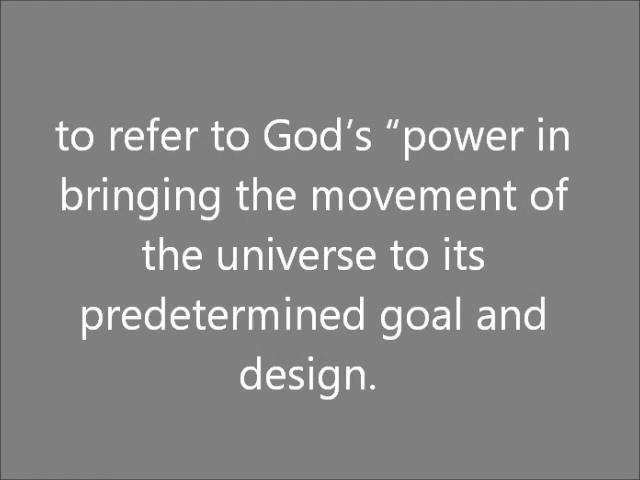 to refer to God’s “power in
bringing the movement of
the universe to its
predetermined goal and
design.